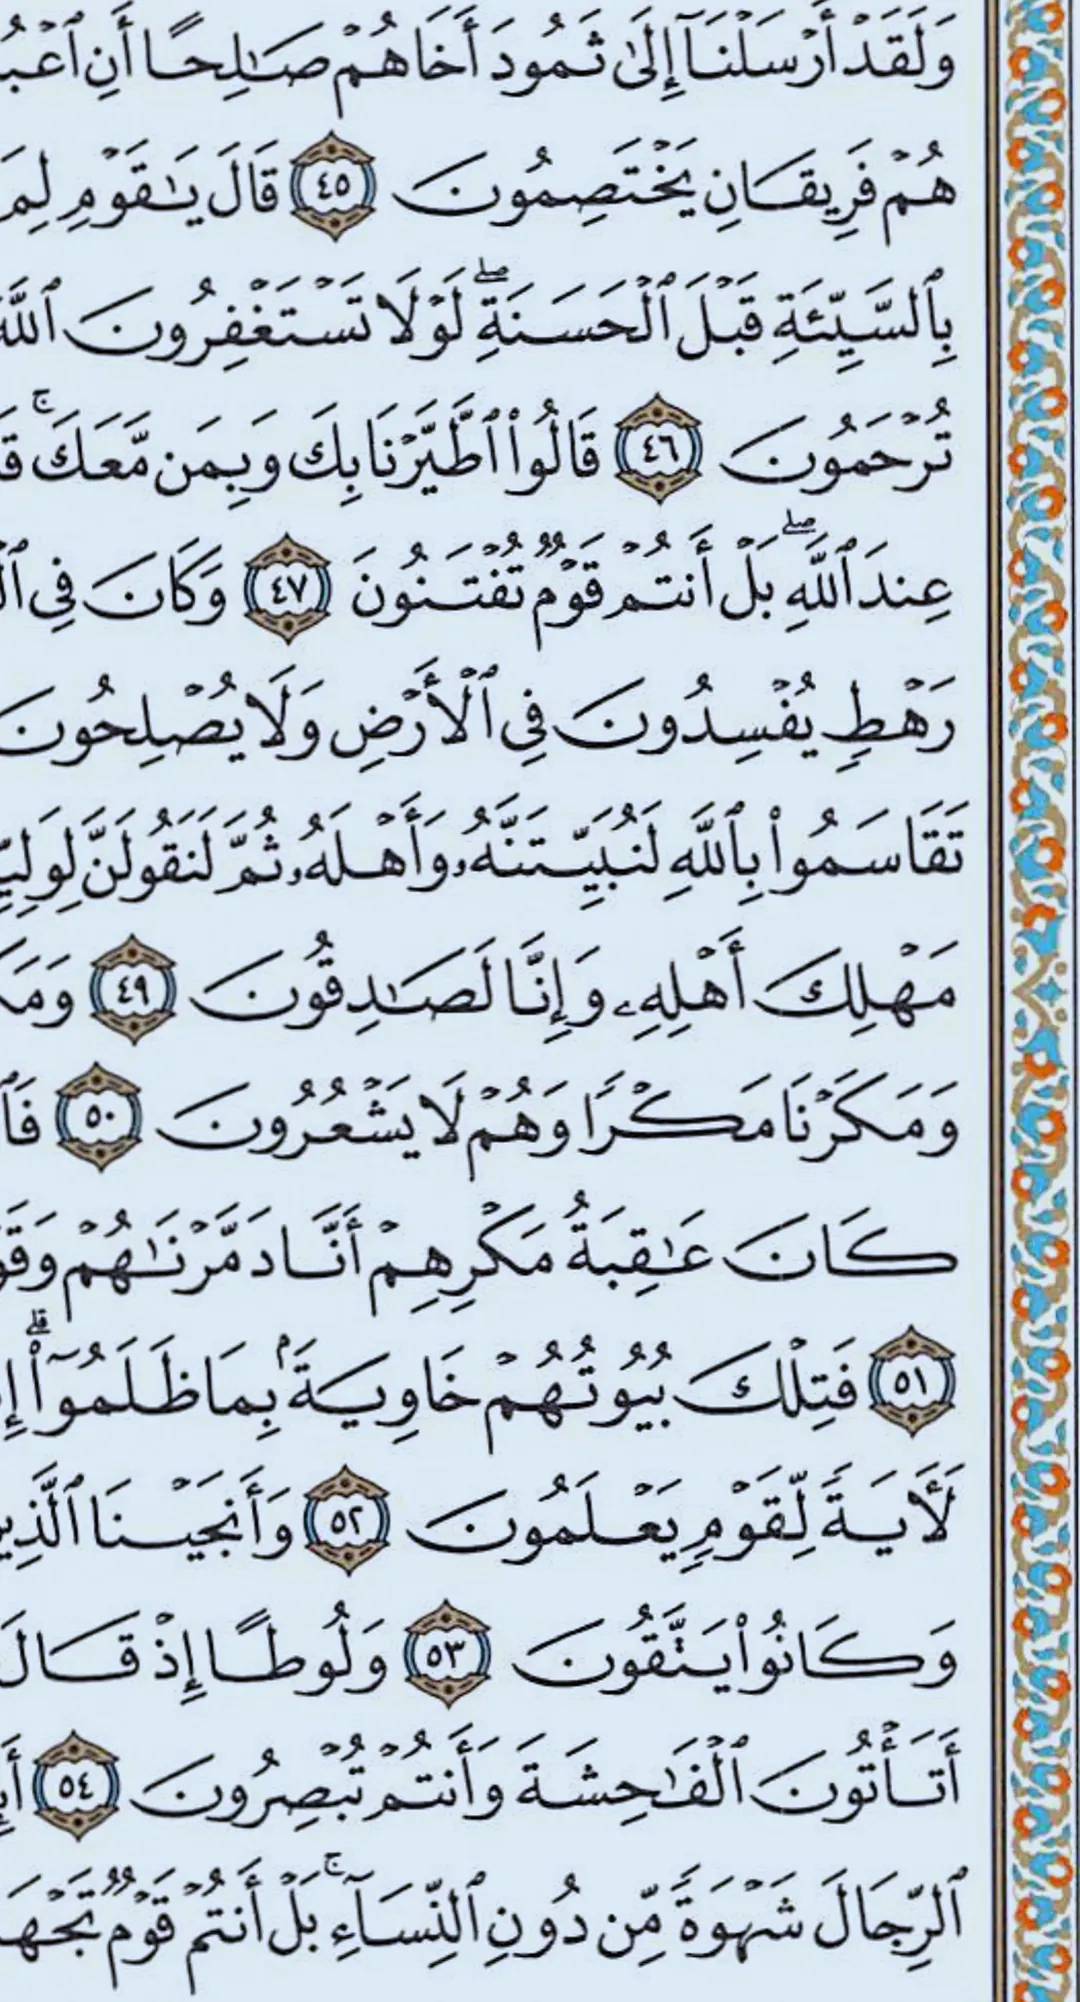 وَلَقَدْ أَرْسَلْنَآ إِلَىٰ ثَمُودَ أَخَاهُمْ صَـٰلِحًا أَنِ
هُمْ فَرِيقَانِ يَخْتَصِمُونَ ٤٥ قَالَ يَـٰقَوْمِ لِمَ
بِٱلسَّيِّئَةِ قَبْلَ ٱلْحَسَنَةِ ۖ لَوْلَا تَسْتَغْفِرُونَ ٱللَّهَ
تُرْحَمُونَ ٤٦ قَالُوا۟ ٱطَّيَّرْنَا بِكَ وَبِمَن مَّعَكَ ۚ
عِندَ ٱللَّهِ ۖ بَلْ أَنتُمْ قَوْمٌ تُفْتَنُونَ ٤٧ وَكَانَ فِى
رَهْطٍ يُفْسِدُونَ فِى ٱلْأَرْضِ وَلَا يُصْلِحُونَ
تَقَاسَمُوا۟ بِٱللَّهِ لَنُبَيِّتَنَّهُۥ وَأَهْلَهُۥ ثُمَّ لَنَقُولَنَّ
مَهْلِكَ أَهْلِهِۦ وَإِنَّا لَصَـٰدِقُونَ ٤٩
وَمَكَرْنَا مَكْرًا وَهُمْ لَا يَشْعُرُونَ ٥٠
كَانَ عَـٰقِبَةُ مَكْرِهِمْ أَنَّا دَمَّرْنَـٰهُمْ
٥١ فَتِلْكَ بُيُوتُهُمْ خَاوِيَةًۢ بِمَا ظَلَمُوٓا۟ ۗ
لَـَٔايَةً لِّقَوْمٍ يَعْلَمُونَ ٥٢ وَأَنجَيْنَا
وَكَانُوا۟ يَتَّقُونَ ٥٣ وَلُوطًا إِذْ قَالَ
أَتَأْتُونَ ٱلْفَـٰحِشَةَ وَأَنتُمْ تُبْصِرُونَ ٥٤
ٱلرِّجَالَ شَهْوَةً مِّن دُونِ ٱلنِّسَآءِ ۚ بَلْ أَنتُمْ قَوْمٌ